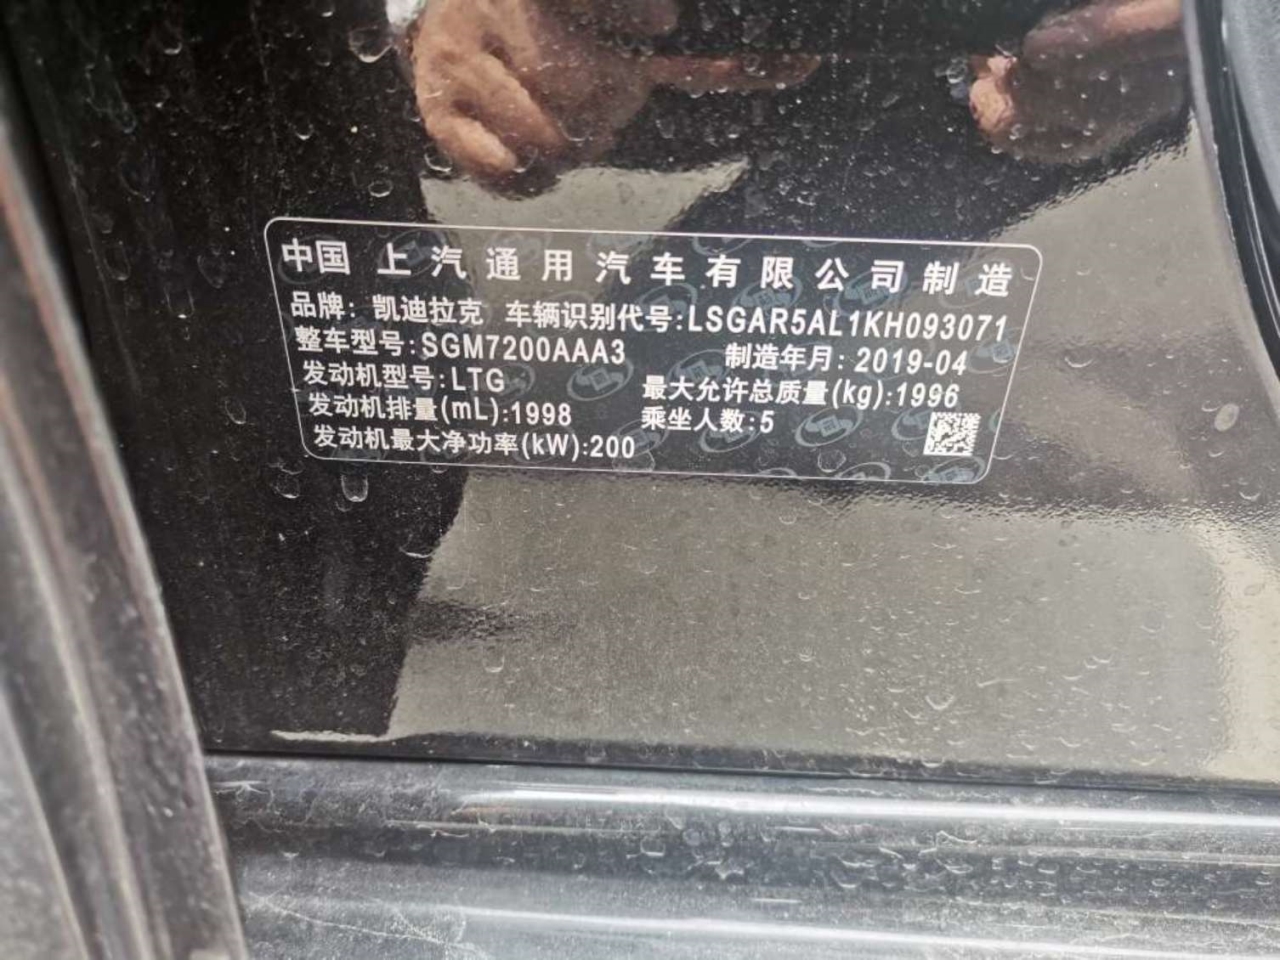 中国 上汽通用汽车有限公司制造
品牌: 凯迪拉克 车辆识别代号:LSGAR5AL1KH093071
整车型号:SGM7200AAA3 制造年月: 2019-04
发动机型号:LTG 最大允许总质量(kg):1996
发动机排量(mL):1998 乘坐人数:5
发动机最大净功率(kW):200